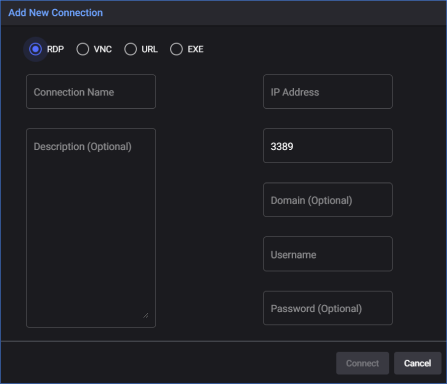 Add New Connection
RDP VNC URL EXE
Connection Name
IP Address
Description (Optional)
3389
Domain (Optional)
Username
Password (Optional)
Connect Cancel